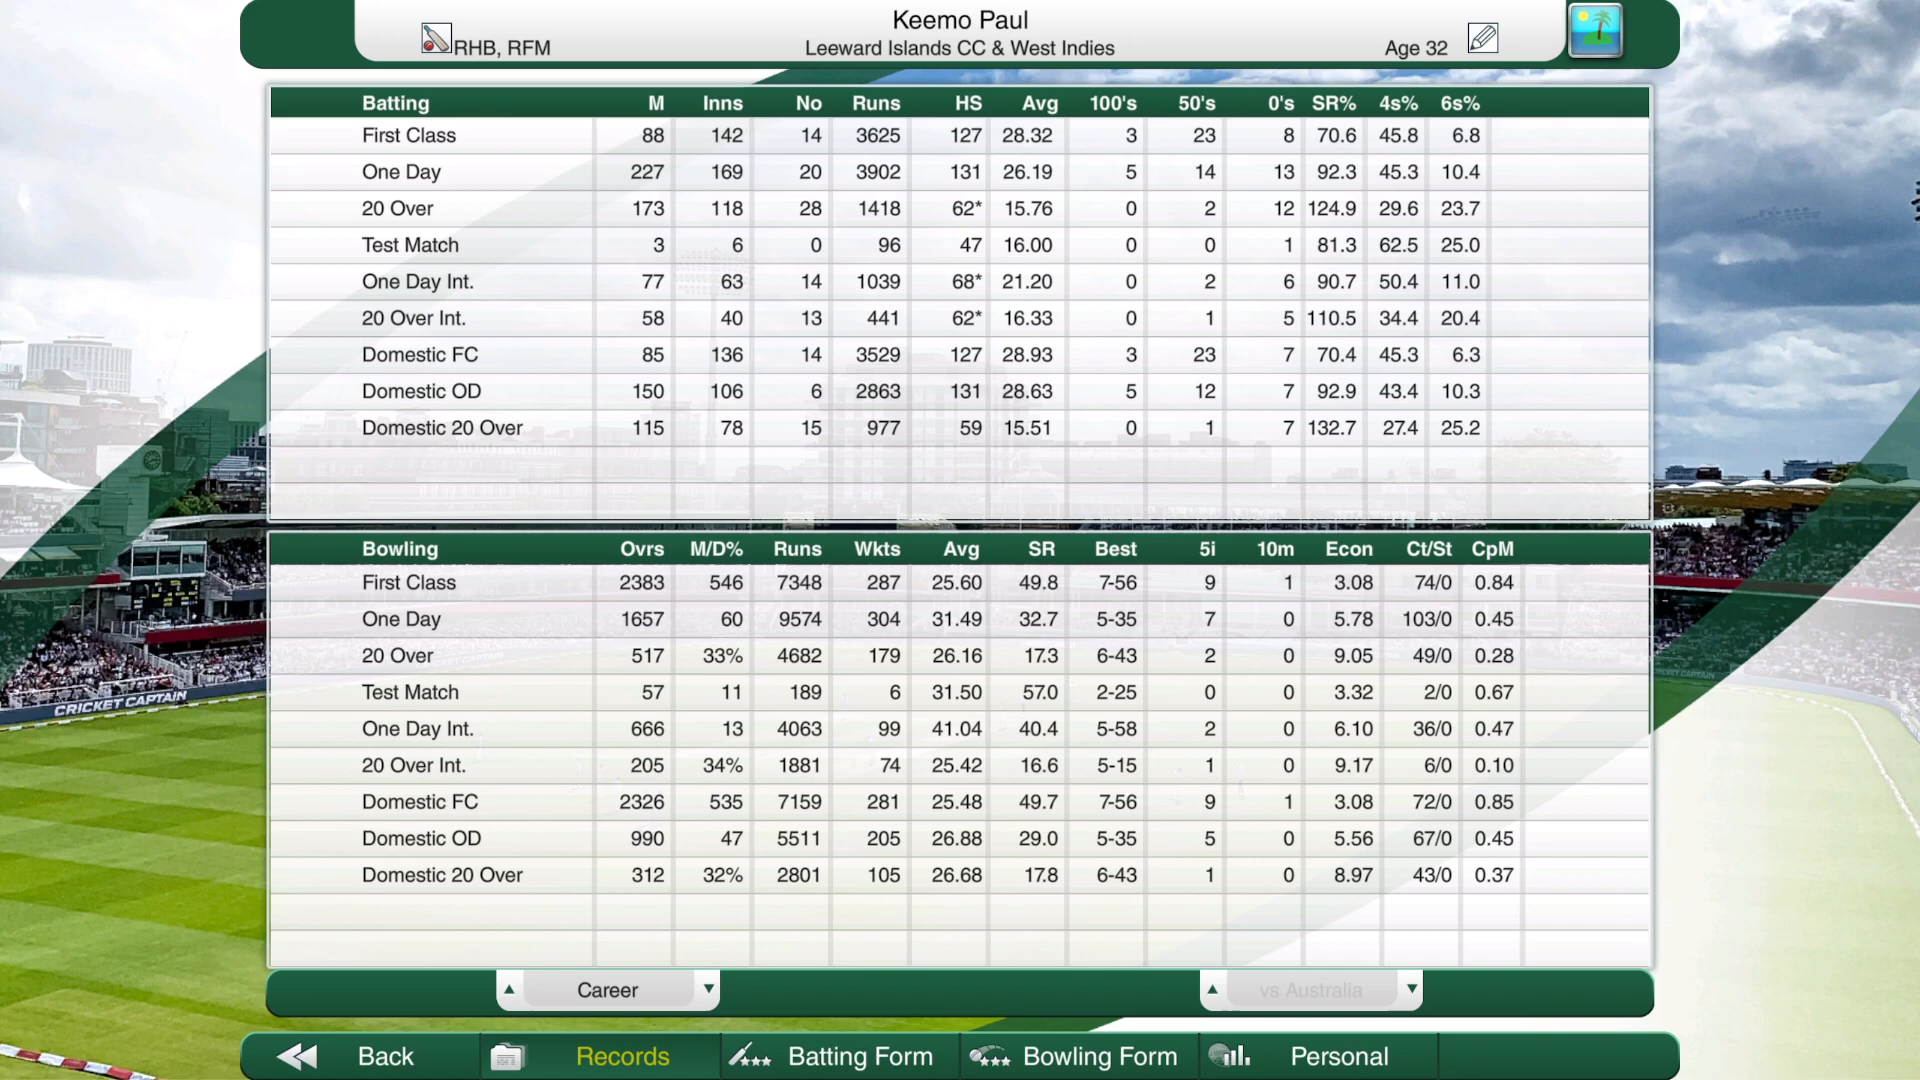 Keemo Paul
RHB, RFM Leeward Islands CC & West Indies Age 32
Batting M Inns No Runs HS Avg 100's 50's 0's SR% 4s% 6s%
First Class 88 142 14 3625 127 28.32 3 23 8 70.6 45.8 6.8
One Day 227 169 20 3902 131 26.19 5 14 13 92.3 45.3 10.4
20 Over 173 118 28 1418 62* 15.76 0 2 12 124.9 29.6 23.7
Test Match 3 6 0 96 47 16.00 0 0 1 81.3 62.5 25.0
One Day Int. 77 63 14 1039 68* 21.20 0 2 6 90.7 50.4 11.0
20 Over Int. 58 40 13 441 62* 16.33 0 1 5 110.5 34.4 20.4
Domestic FC 85 136 14 3529 127 28.93 3 23 7 70.4 45.3 6.3
Domestic OD 150 106 6 2863 131 28.63 5 12 7 92.9 43.4 10.3
Domestic 20 Over 115 78 15 977 59 15.51 0 1 7 132.7 27.4 25.2
Bowling Ovrs M/D% Runs Wkts Avg SR Best 5i 10m Econ Ct/St CpM
First Class 2383 546 7348 287 25.60 49.8 7-56 9 1 3.08 74/0 0.84
One Day 1657 60 9574 304 31.49 32.7 5-35 7 0 5.78 103/0 0.45
20 Over 517 33% 4682 179 26.16 17.3 6-43 2 0 9.05 49/0 0.28
Test Match 57 11 189 6 31.50 57.0 2-25 0 0 3.32 2/0 0.67
One Day Int. 666 13 4063 99 41.04 40.4 5-58 2 0 6.10 36/0 0.47
20 Over Int. 205 34% 1881 74 25.42 16.6 5-15 1 0 9.17 6/0 0.10
Domestic FC 2326 535 7159 281 25.48 49.7 7-56 9 1 3.08 72/0 0.85
Domestic OD 990 47 5511 205 26.88 29.0 5-35 5 0 5.56 67/0 0.45
Domestic 20 Over 312 32% 2801 105 26.68 17.8 6-43 1 0 8.97 43/0 0.37
CRICKET CAPTAIN
Career vs Australia
Back Records Batting Form Bowling Form Personal